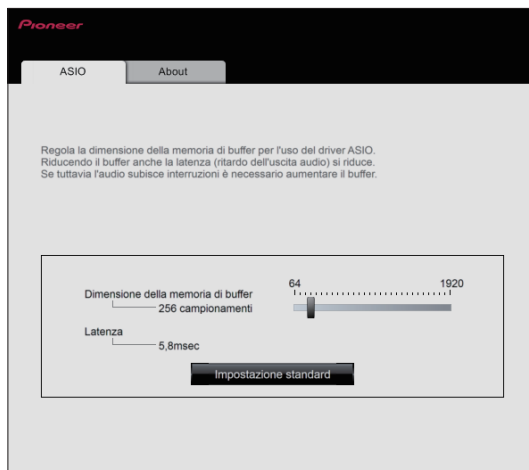 Pioneer
ASIO About
Regola la dimensione della memoria di buffer per l'uso del driver ASIO.
Riducendo il buffer anche la latenza (ritardo dell'uscita audio) si riduce.
Se tuttavia l'audio subisce interruzioni è necessario aumentare il buffer.
64 1920
Dimensione della memoria di buffer
256 campionamenti
Latenza
5,8msec
Impostazione standard